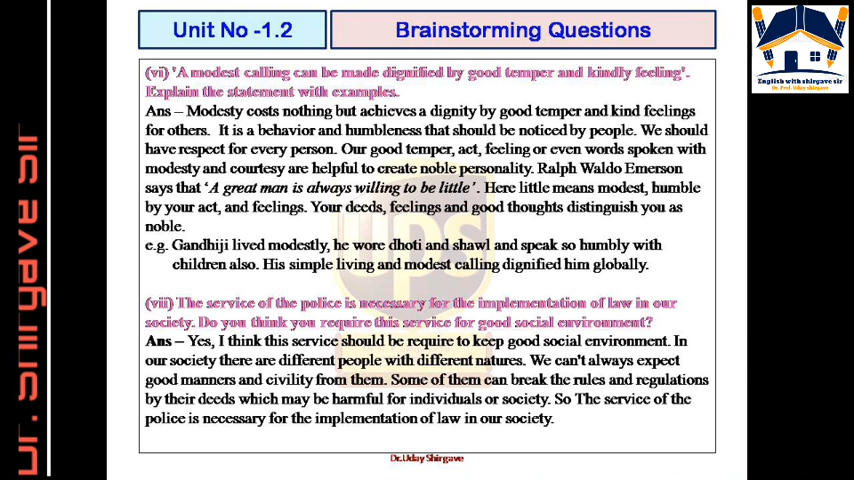 Unit No -1.2
Brainstorming Questions
English with shirgave sir
Dr. Prof. Uday shirgave
ur. Shirgave Sir
(vi) 'A modest calling can be made dignified by good temper and kindly feeling'.
Explain the statement with examples.
Ans – Modesty costs nothing but achieves a dignity by good temper and kind feelings
for others. It is a behavior and humbleness that should be noticed by people. We should
have respect for every person. Our good temper, act, feeling or even words spoken with
modesty and courtesy are helpful to create noble personality. Ralph Waldo Emerson
says that ‘A great man is always willing to be little’ . Here little means modest, humble
by your act, and feelings. Your deeds, feelings and good thoughts distinguish you as
noble.
e.g. Gandhiji lived modestly, he wore dhoti and shawl and speak so humbly with
children also. His simple living and modest calling dignified him globally.
(vii) The service of the police is necessary for the implementation of law in our
society. Do you think you require this service for good social environment?
Ans – Yes, I think this service should be require to keep good social environment. In
our society there are different people with different natures. We can't always expect
good manners and civility from them. Some of them can break the rules and regulations
by their deeds which may be harmful for individuals or society. So The service of the
police is necessary for the implementation of law in our society.
ups
Dr.Uday Shirgave